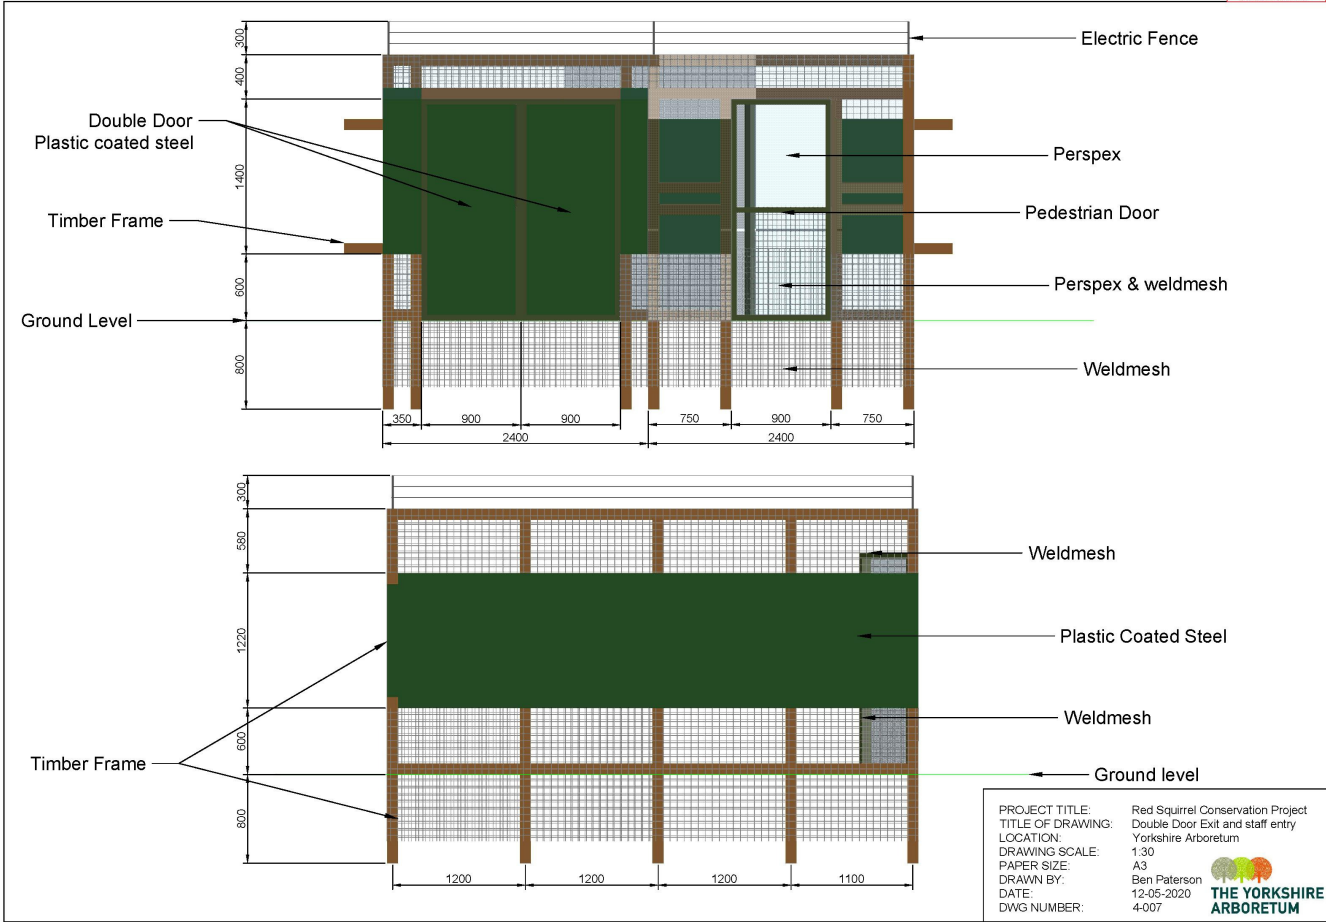 Electric Fence
300
400
Double Door
Plastic coated steel
Perspex
1400
Timber Frame
Pedestrian Door
600
Perspex & weldmesh
Ground Level
800
Weldmesh
350
900
900
750
900
750
2400
2400
300
580
Weldmesh
1220
Plastic Coated Steel
600
Weldmesh
Timber Frame
Ground level
800
1200
1200
1200
1100
PROJECT TITLE: Red Squirrel Conservation Project
TITLE OF DRAWING: Double Door Exit and staff entry
LOCATION: Yorkshire Arboretum
DRAWING SCALE: 1:30
PAPER SIZE: A3
DRAWN BY: Ben Paterson
DATE: 12-05-2020
DWG NUMBER: 4-007
THE YORKSHIRE
ARBORETUM